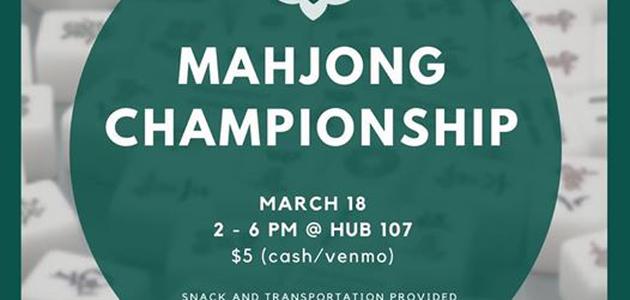 MAHJONG
CHAMPIONSHIP
MARCH 18
2 - 6 PM @ HUB 107
$5 (cash/venmo)
SNACK AND TRANSPORTATION PROVIDED